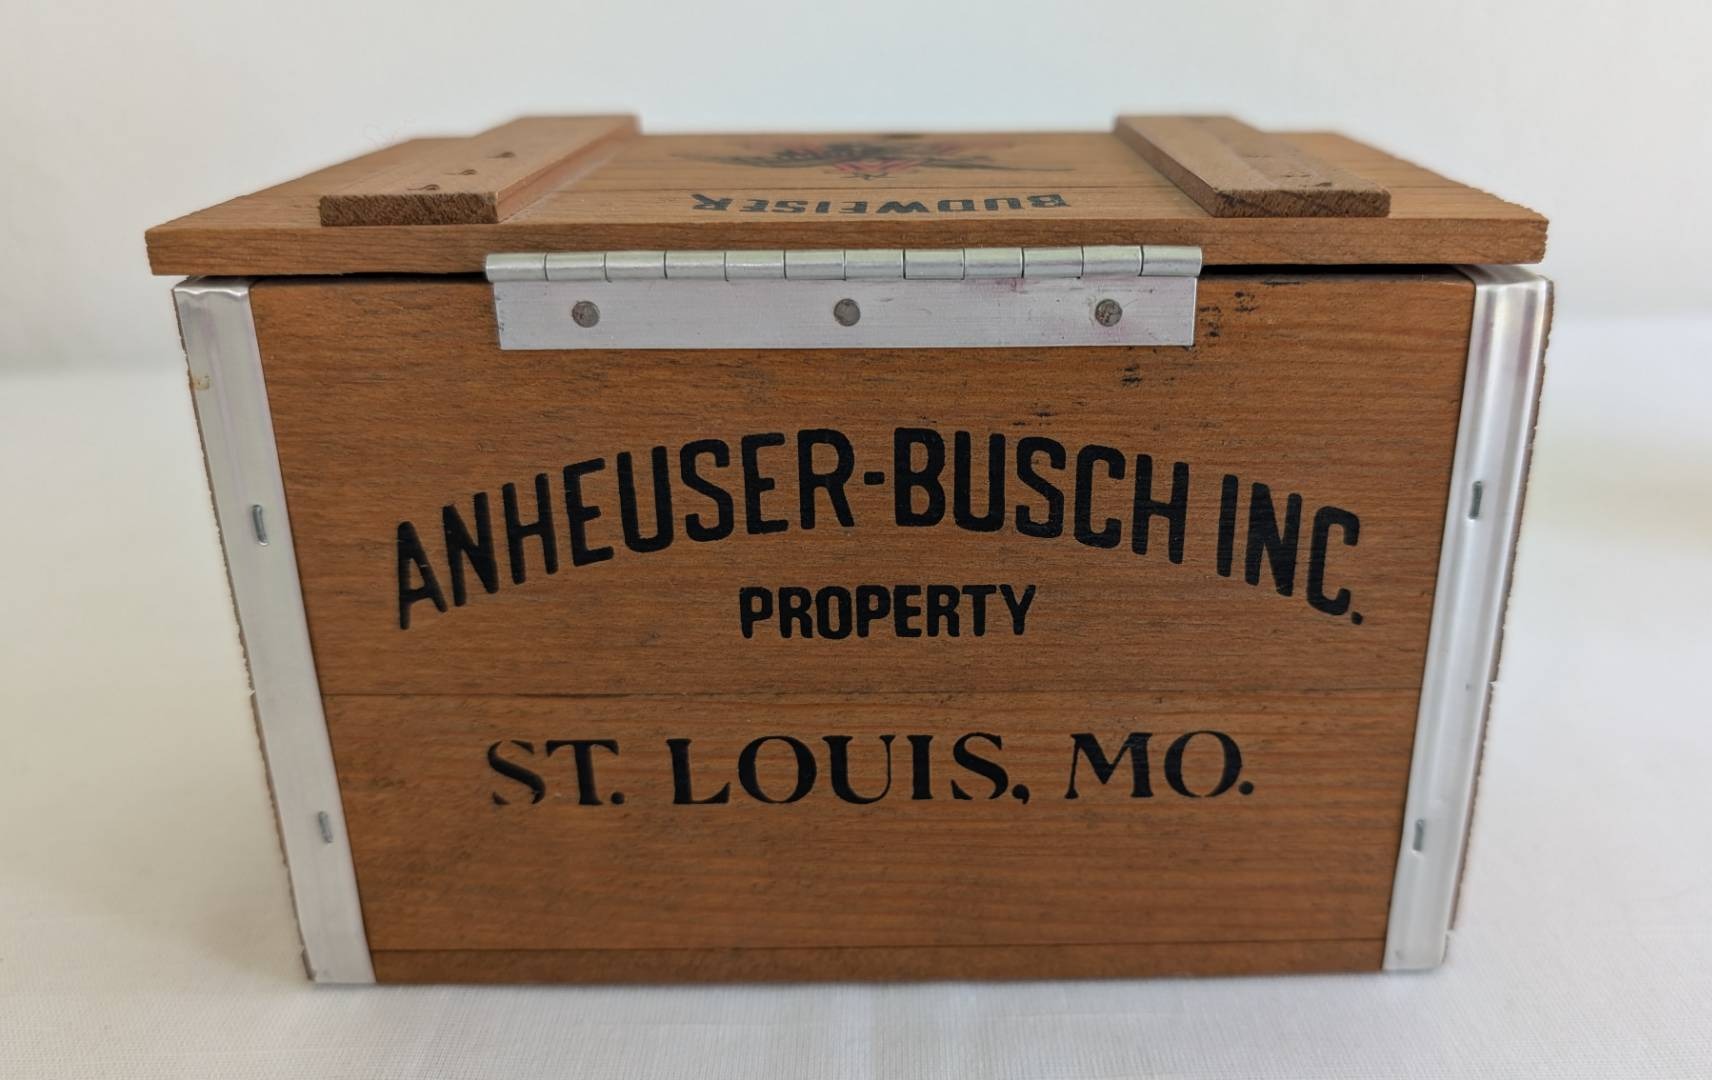 BUDWEISER
ANHEUSER-BUSCH INC.
PROPERTY
ST. LOUIS, MO.